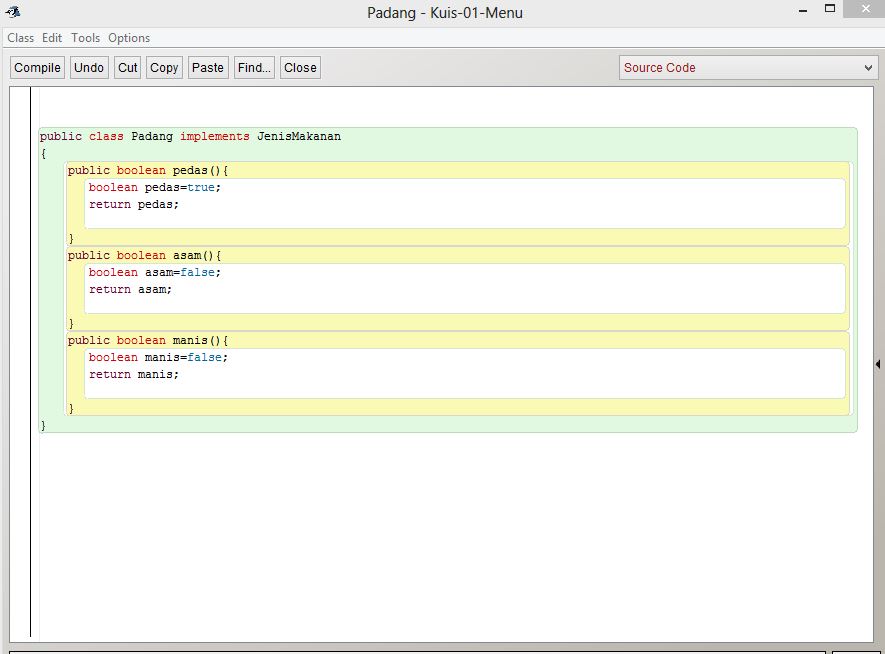 Padang - Kuis-01-Menu
Class Edit Tools Options
Compile Undo Cut Copy Paste Find... Close Source Code
public class Padang implements JenisMakanan
{
public boolean pedas(){
boolean pedas=true;
return pedas;
}
public boolean asam(){
boolean asam=false;
return asam;
}
public boolean manis(){
boolean manis=false;
return manis;
}
}